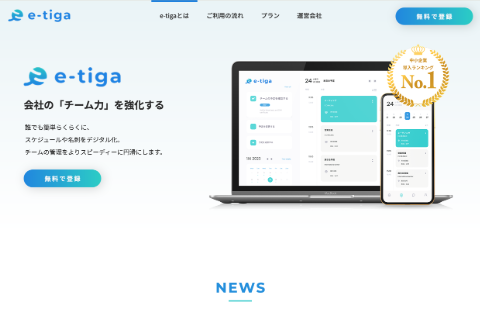 e-tiga
e-tigaとは
ご利用の流れ
プラン
運営会社
無料で登録
e-tiga
会社の「チーム力」を強化する
誰でも簡単らくらくに、
スケジュールや名刺をデジタル化。
チームの管理をよりスピーディーに円滑にします。
無料で登録
中小企業
導入ランキング
No.1
e-tiga
24
24
NEWS